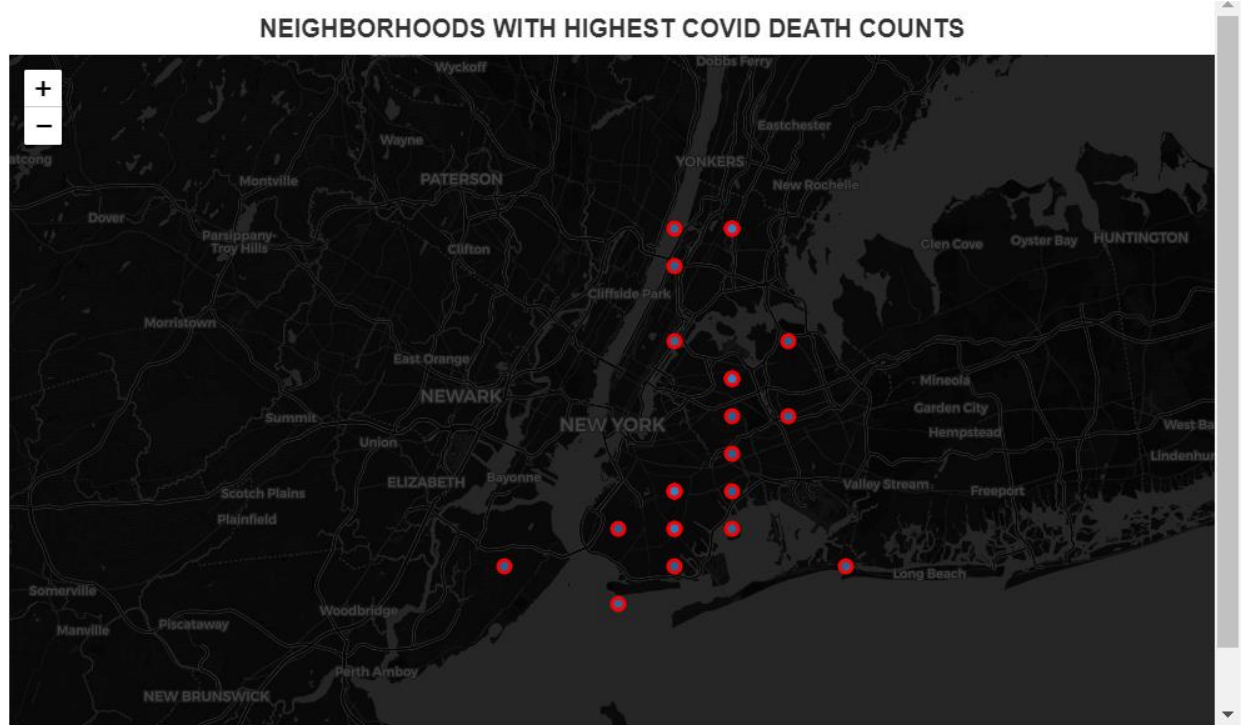 NEIGHBORHOODS WITH HIGHEST COVID DEATH COUNTS
+
−
Wyckoff
Dobbs Ferry
Eastchester
Wayne
atcong
YONKERS
PATERSON
Montville
New Rochelle
Dover
Parsippany-
Troy Hills
Clifton
Glen Cove
Oyster Bay
HUNTINGTON
Cliffside Park
Morristown
East Orange
Mineola
NEWARK
Garden City
Summit
NEW YORK
West Ba
Hempstead
Union
Lindenhur
ELIZABETH
Bayonne
Valley Stream
Freeport
Scotch Plains
Plainfield
Long Beach
Somerville
Woodbridge
Manville
Piscataway
Perth Amboy
NEW BRUNSWICK